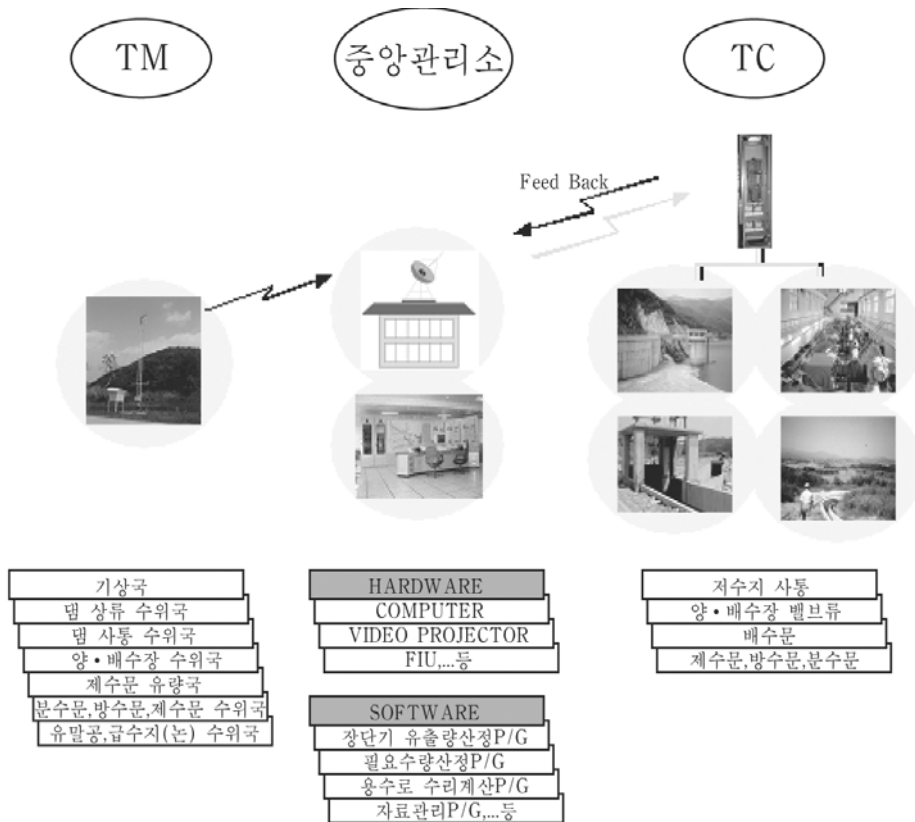 TM
중앙관리소
TC
Feed Back
기상국
댐 상류 수위국
댐 사통 수위국
양·배수장 수위국
제수문 유량국
분수문,방수문,제수문 수위국
유말공,급수지(논) 수위국
HARDWARE
COMPUTER
VIDEO PROJECTOR
FIU,...등
SOFTWARE
장단기 유출량산정P/G
필요수량산정P/G
용수로 수리계산P/G
자료관리P/G,...등
저수지 사통
양·배수장 밸브류
배수문
제수문,방수문,분수문